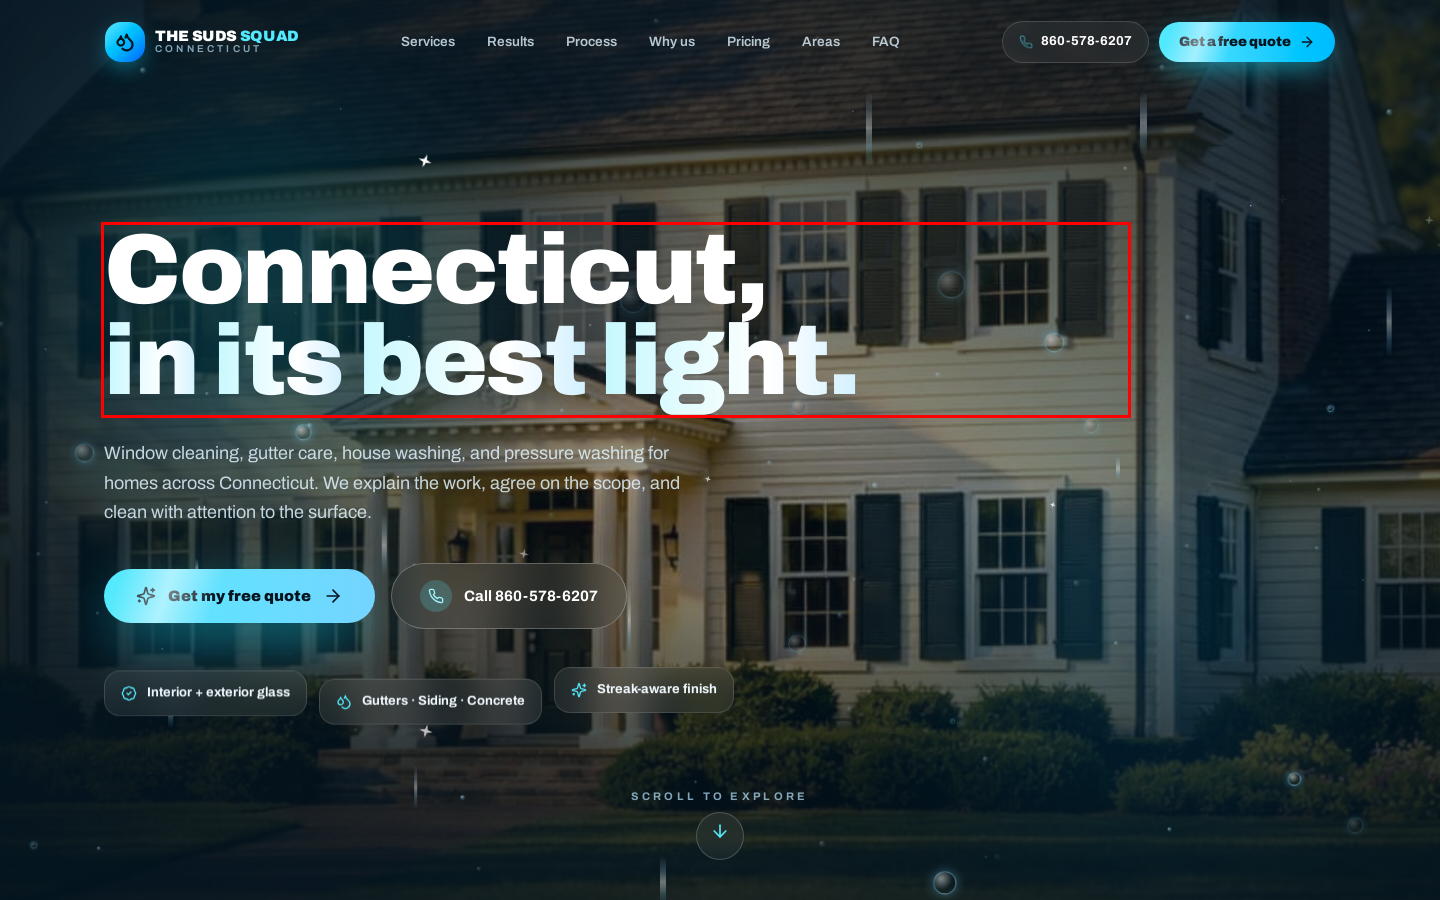 THE SUDS SQUAD
CONNECTICUT
Services
Results
Process
Why us
Pricing
Areas
FAQ
860-578-6207
Get a free quote
Connecticut,
in its best light.
Window cleaning, gutter care, house washing, and pressure washing for
homes across Connecticut. We explain the work, agree on the scope, and
clean with attention to the surface.
Get my free quote
Call 860-578-6207
Interior + exterior glass
Gutters · Siding · Concrete
Streak-aware finish
SCROLL TO EXPLORE